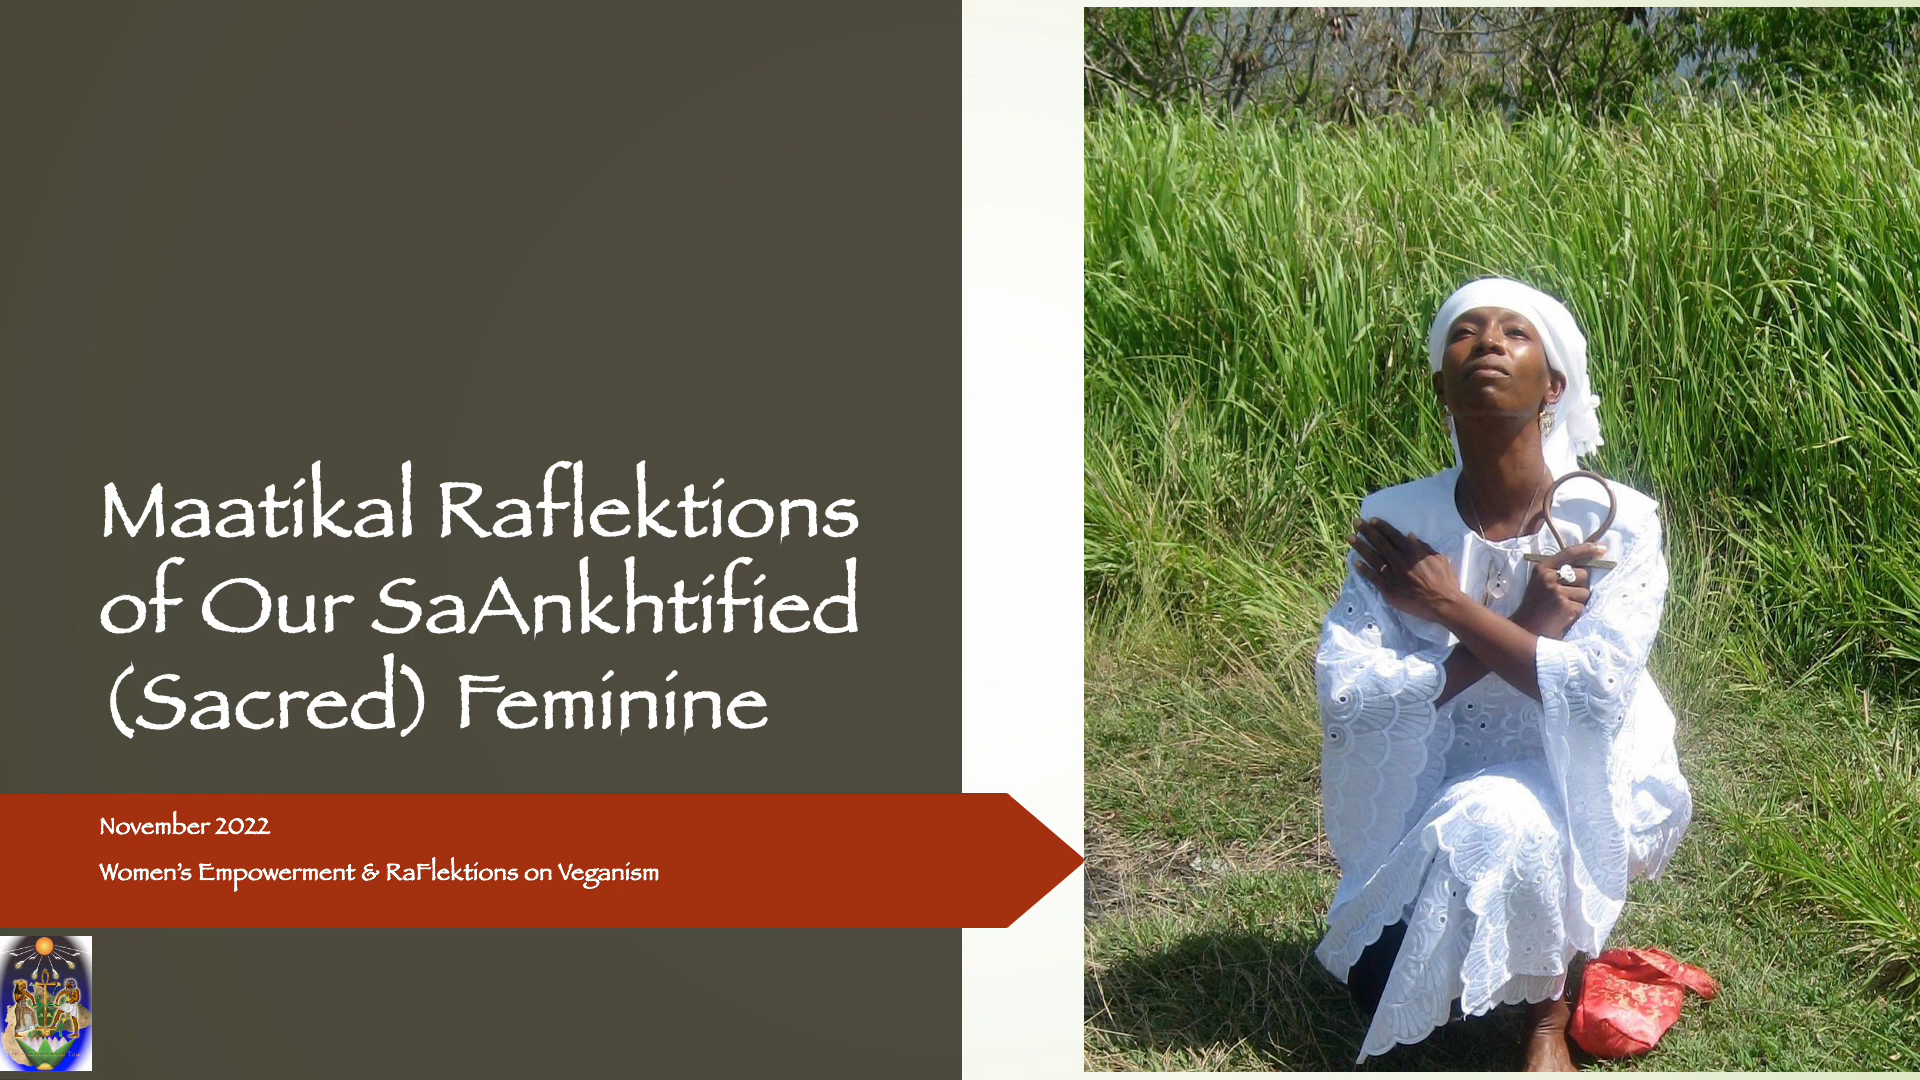 Maatikal Raflektions
of Our SaAnkhtified
(Sacred) Feminine
November 2022
Women’s Empowerment & RaFlektions on Veganism